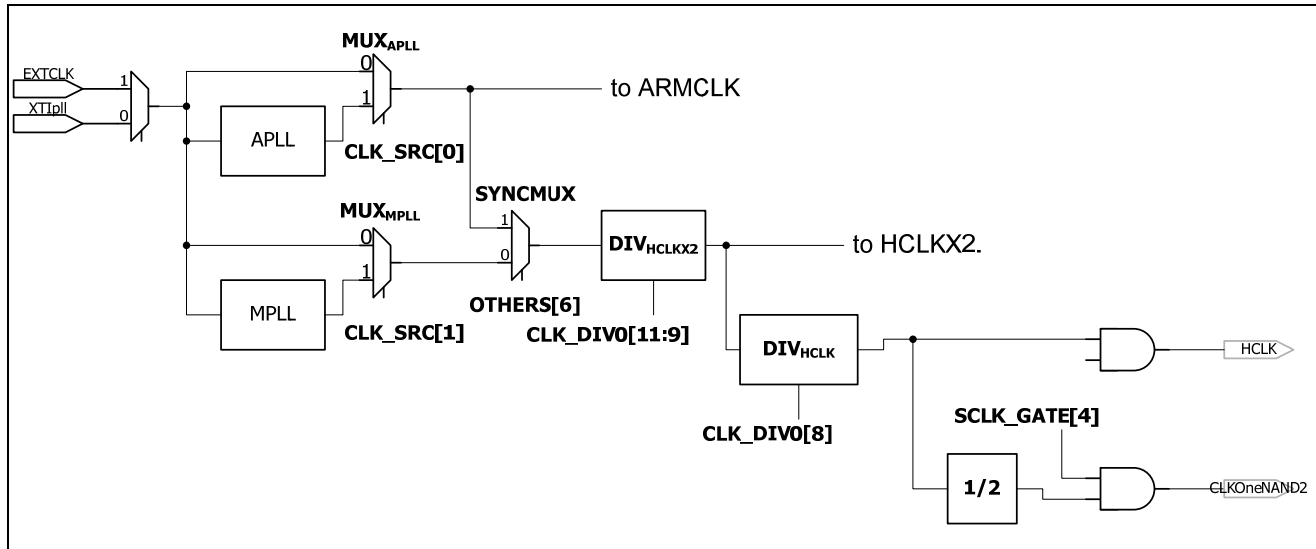 MUXAPLL
EXTCLK
1
0
XTIpll
0
1
to ARMCLK
APLL
CLK_SRC[0]
SYNCMUX
MUXMPLL
0
1
1
0
DIVHCLKX2
to HCLKX2.
MPLL
CLK_SRC[1]
OTHERS[6]
CLK_DIV0[11:9]
DIVHCLK
HCLK
CLK_DIV0[8]
SCLK_GATE[4]
1/2
CLKOneNAND2